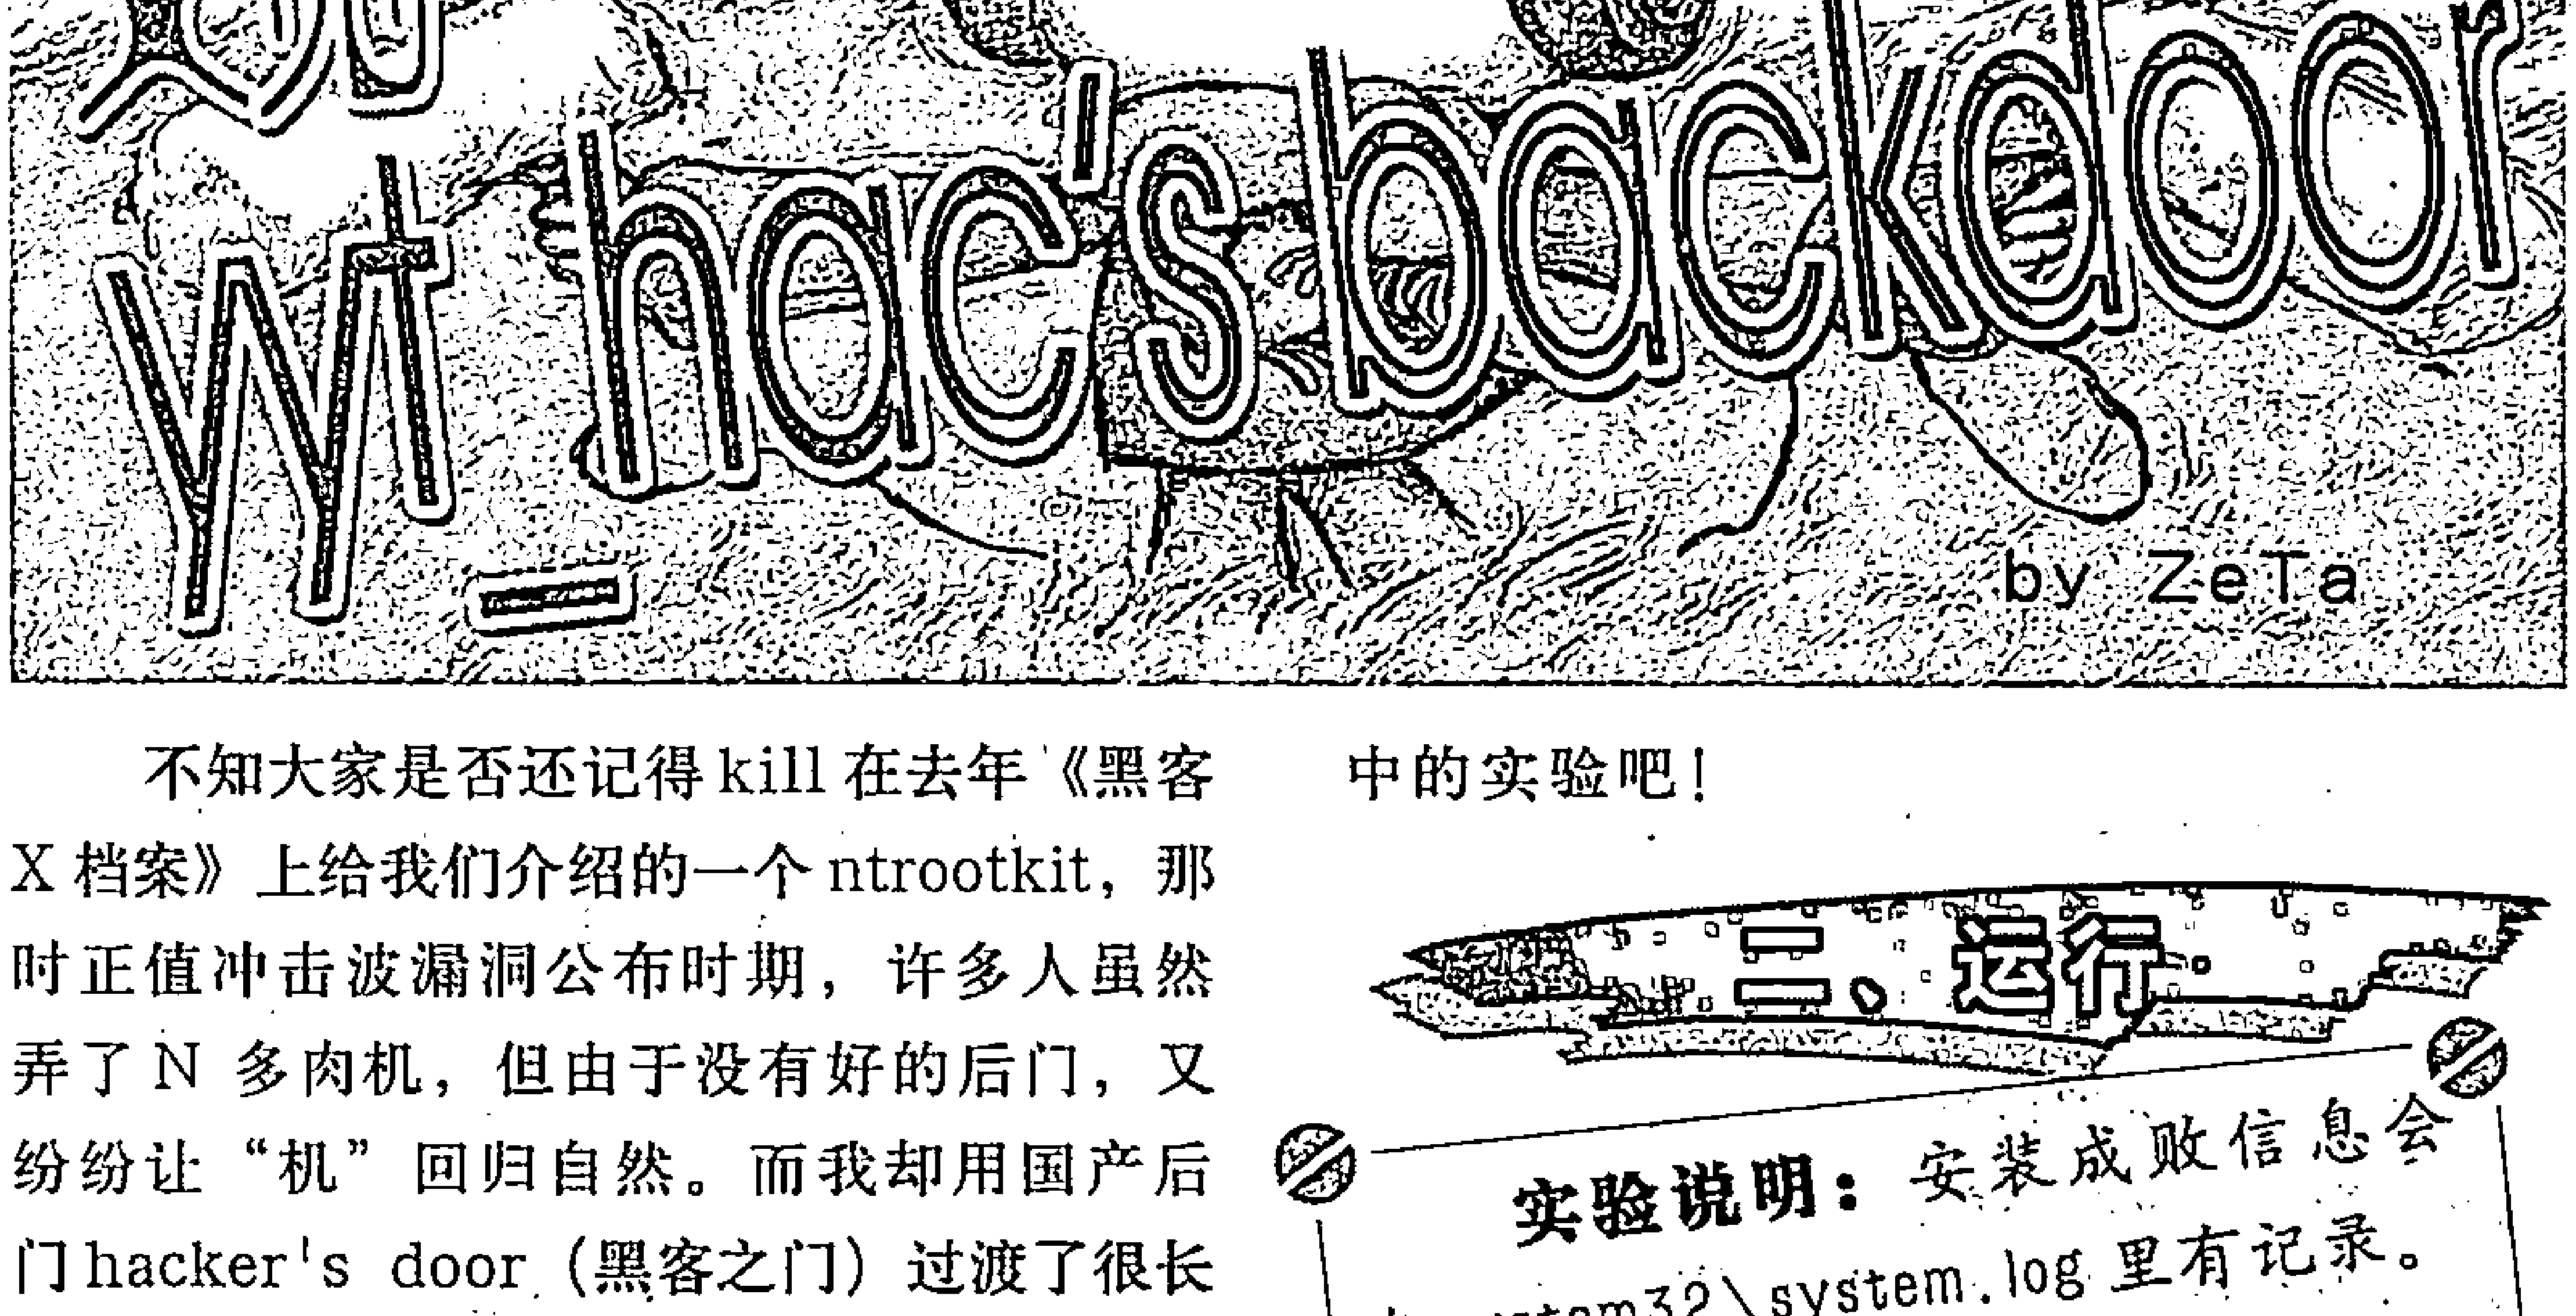 yyt_hac's backdoor
by ZeTa
不知大家是否还记得kill在去年《黑客
X档案》上给我们介绍的一个ntrootkit，那
时正值冲击波漏洞公布时期，许多人虽然
弄了N 多肉机，但由于没有好的后门，又
纷纷让“机”回归自然。而我却用国产后
门hacker's door（黑客之门）过渡了很长
中的实验吧！
二、运行
实验说明：安装成败信息会
\system.log里有记录。